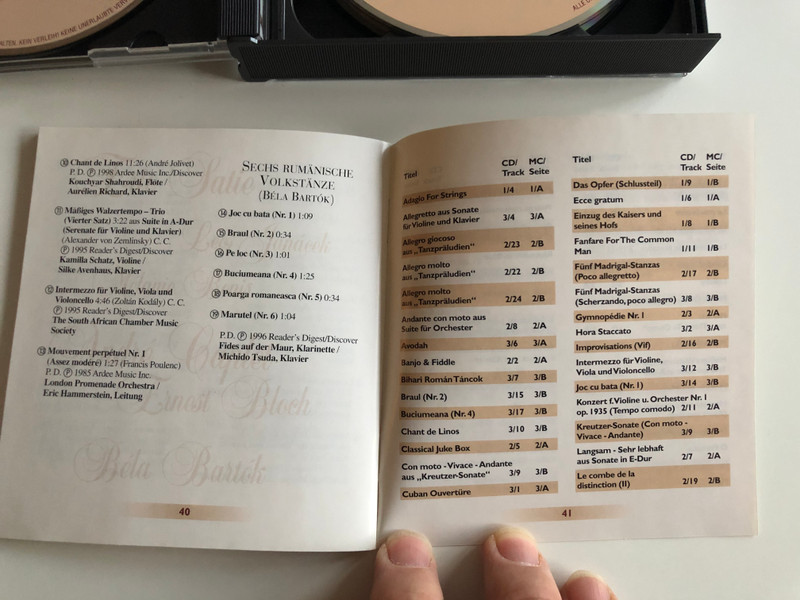 ALTEN. KEIN VERLEIH! KEINE UNERLAUBTE VERVI
ALLE
⑩ Chant de Linos 11:26 (André Jolivet)
P. D. Ⓟ 1998 Ardee Music Inc./Discover
Kouchyar Shahroudi, Flöte /
Aurélien Richard, Klavier
⑪ Mäßiges Walzertempo – Trio
(Vierter Satz) 3:22 aus Suite in A-Dur
(Serenate für Violine und Klavier)
(Alexander von Zemlinsky) C. C.
Ⓟ 1995 Reader's Digest/Discover
Kamilla Schatz, Violine /
Silke Avenhaus, Klavier
⑫ Intermezzo für Violine, Viola und
Violoncello 4:46 (Zoltán Kodály) C. C.
Ⓟ 1995 Reader's Digest/Discover
The South African Chamber Music
Society
⑬ Mouvement perpétuel Nr. 1
(Assez modéré) 1:27 (Francis Poulenc)
P. D. Ⓟ 1985 Ardee Music Inc.
London Promenade Orchestra /
Eric Hammerstein, Leitung
SECHS RUMÄNISCHE
VOLKSTÄNZE
(BÉLA BARTÓK)
⑭ Joc cu bata (Nr. 1) 1:09
⑮ Braul (Nr. 2) 0:34
⑯ Pe loc (Nr. 3) 1:01
⑰ Buciumeana (Nr. 4) 1:25
⑱ Poarga romaneasca (Nr. 5) 0:34
⑲ Marutel (Nr. 6) 1:04
P.D. Ⓟ 1996 Reader's Digest/Discover
Fides auf der Maur, Klarinette /
Michido Tsuda, Klavier
Satie
Janácek
Ernest Bloch
Béla Bartók
40
Titel CD/ Track MC/ Seite
Adagio For Strings 1/4 1/A
Allegretto aus Sonate
für Violine und Klavier 3/4 3/A
Allegro giocoso
aus „Tanzpräludien" 2/23 2/B
Allegro molto
aus „Tanzpräludien" 2/22 2/B
Allegro molto
aus „Tanzpräludien" 2/24 2/B
Andante con moto aus
Suite für Orchester 2/8 2/A
Avodah 3/6 3/A
Banjo & Fiddle 2/2 2/A
Bihari Román Táncok 3/7 3/B
Braul (Nr. 2) 3/15 3/B
Buciumeana (Nr. 4) 3/17 3/B
Chant de Linos 3/10 3/B
Classical Juke Box 2/5 2/A
Con moto - Vivace - Andante
aus „Kreutzer-Sonate" 3/9 3/B
Cuban Ouvertüre 3/1 3/A
Titel CD/ Track MC/ Seite
Das Opfer (Schlussteil) 1/9 1/B
Ecce gratum 1/6 1/A
Einzug des Kaisers und
seines Hofs 1/8 1/B
Fanfare For The Common
Man 1/11 1/B
Fünf Madrigal-Stanzas
(Poco allegretto) 2/17 2/B
Fünf Madrigal-Stanzas
(Scherzando, poco allegro) 3/8 3/B
Gymnopédie Nr. 1 2/3 2/A
Hora Staccato 3/2 3/A
Improvisations (Vif) 2/16 2/B
Intermezzo für Violine,
Viola und Violoncello 3/12 3/B
Joc cu bata (Nr. 1) 3/14 3/B
Konzert f. Violine u. Orchester Nr. 1
op. 1935 (Tempo comodo) 2/11 2/A
Kreutzer-Sonate (Con moto -
Vivace - Andante) 3/9 3/B
Langsam - Sehr lebhaft
aus Sonate in E-Dur 2/7 2/A
Le combe de la
distinction (II) 2/19 2/B
41